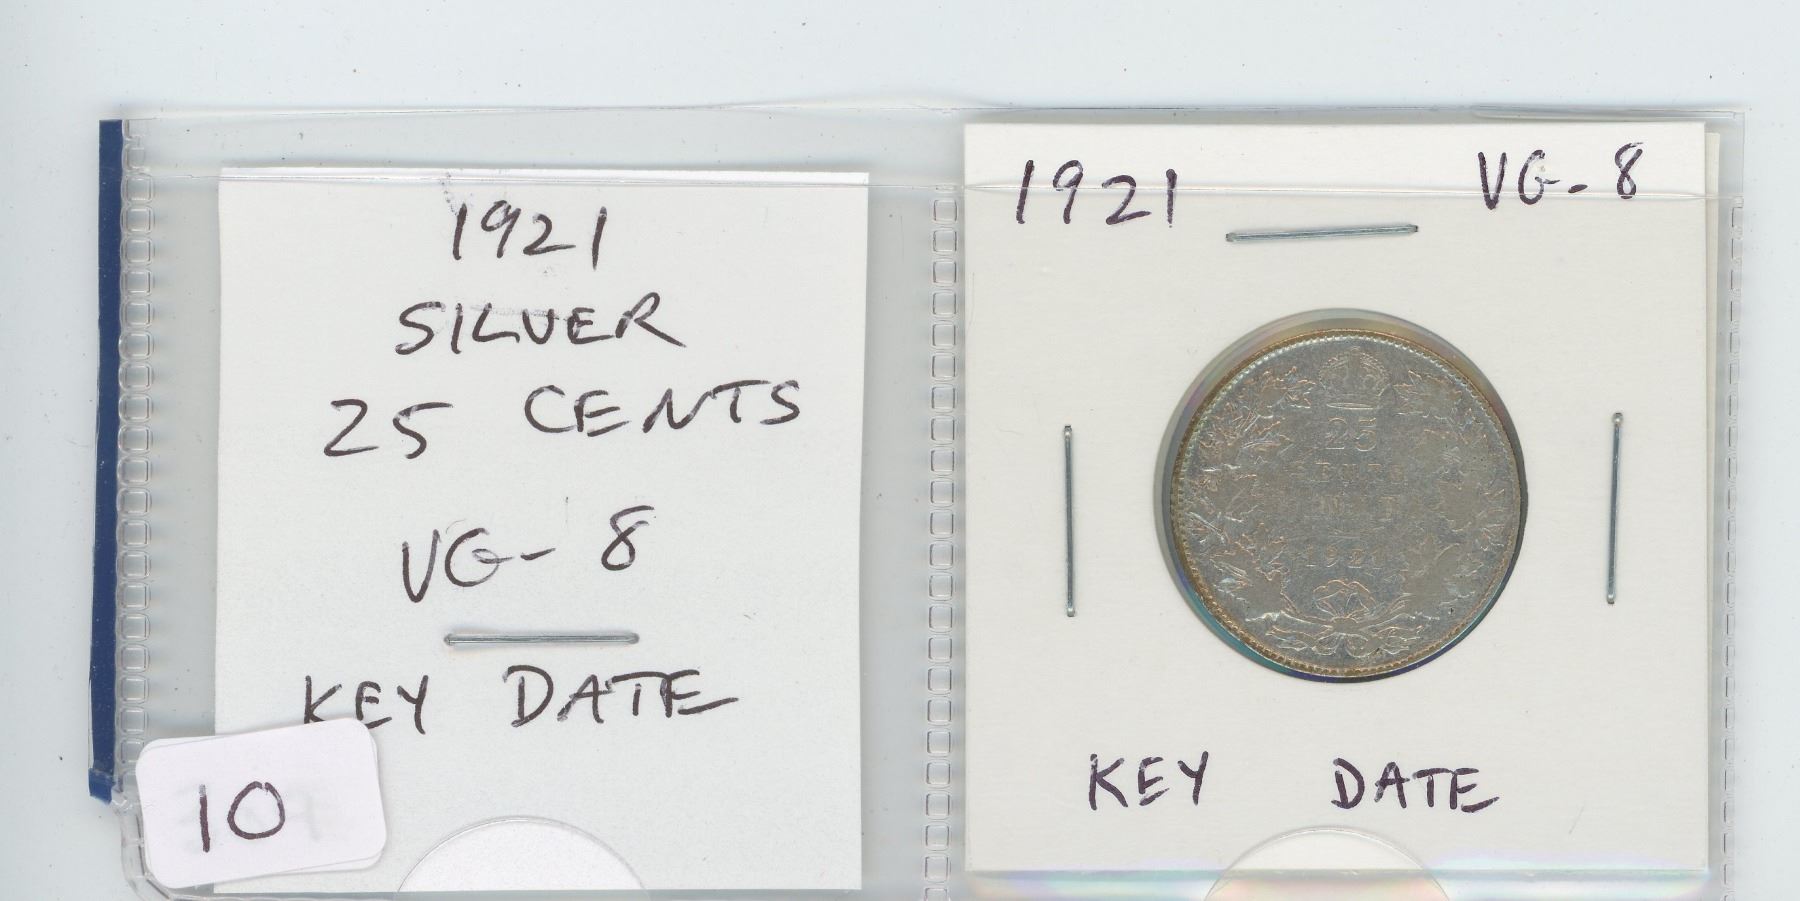 1921
SILVER
25 CENTS
VG-8
KEY DATE
10
1921 VG-8
25
CENTS
1921
KEY DATE